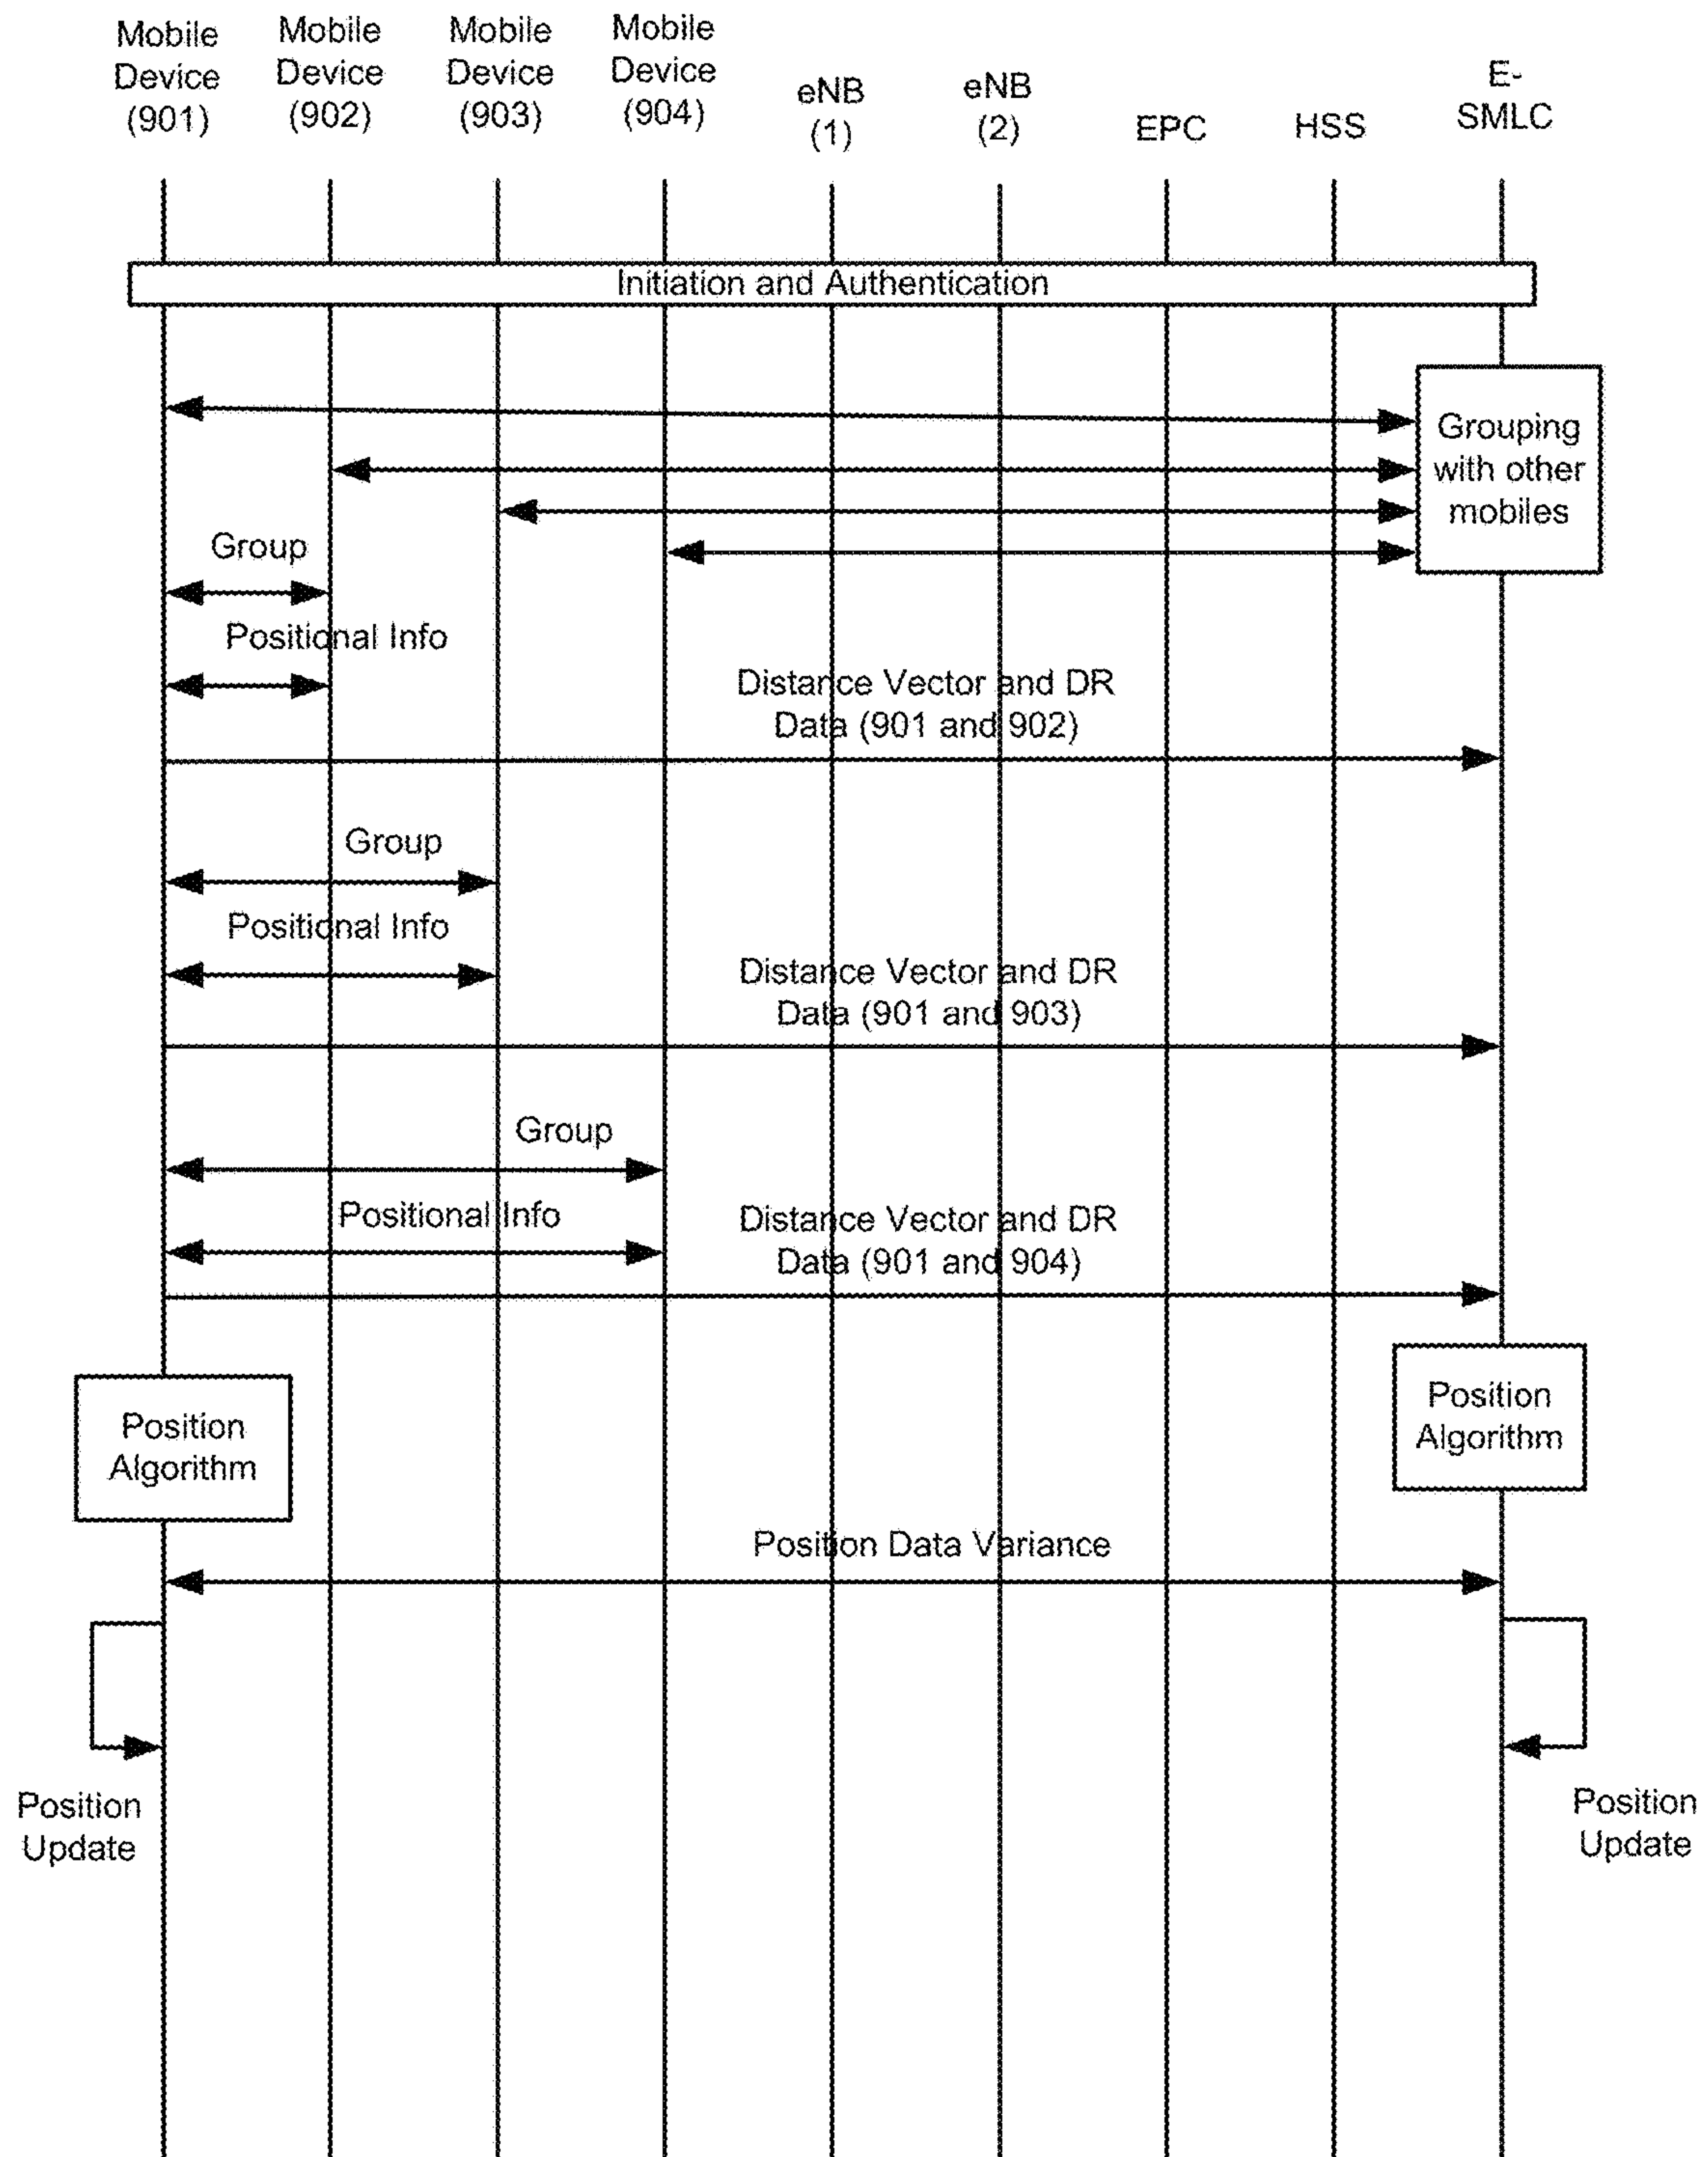 Mobile
Device
(901)
Mobile
Device
(902)
Mobile
Device
(903)
Mobile
Device
(904)
eNB
(1)
eNB
(2)
EPC
HSS
E-
SMLC
Initiation and Authentication
Grouping
with other
mobiles
Group
Positional Info
Distance Vector and DR
Data (901 and 902)
Group
Positional Info
Distance Vector and DR
Data (901 and 903)
Group
Positional Info
Distance Vector and DR
Data (901 and 904)
Position
Algorithm
Position
Algorithm
Position Data Variance
Position
Update
Position
Update